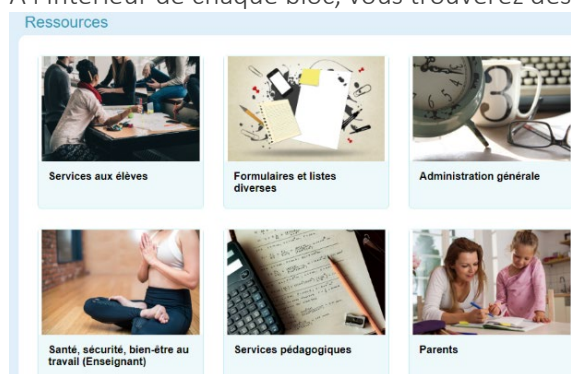 À l'intérieur de chaque bloc, vous trouverez des
Ressources
Services aux élèves
Formulaires et listes
diverses
Administration générale
Santé, sécurité, bien-être au
travail (Enseignant)
Services pédagogiques
Parents